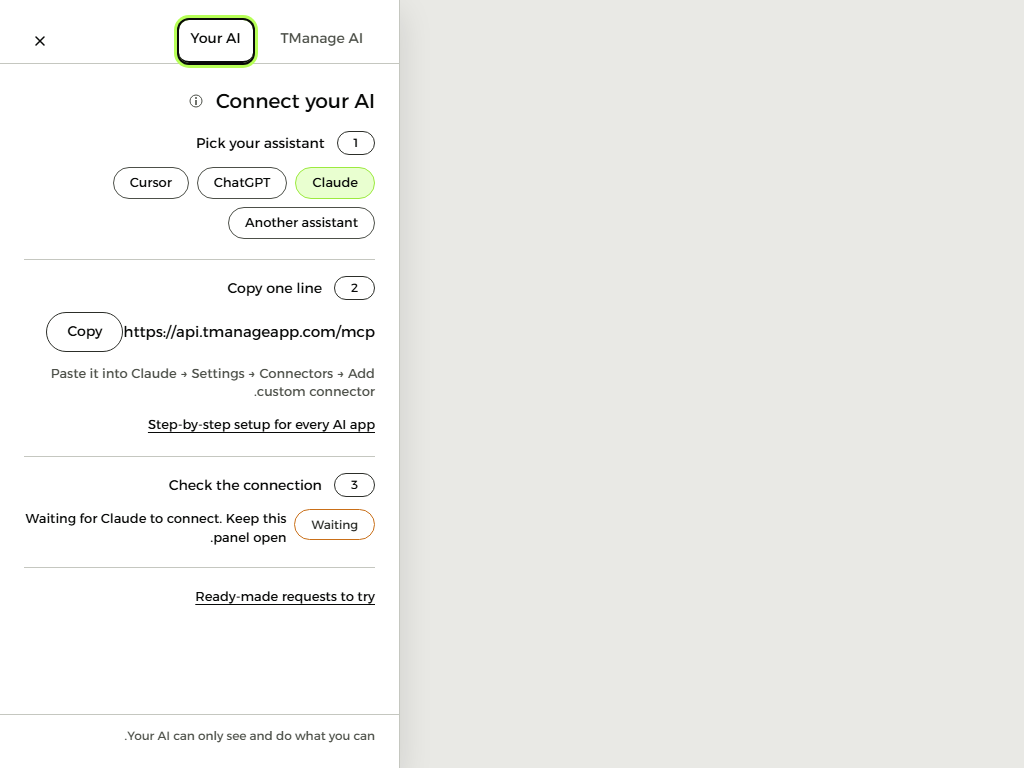 TManage AI
Your AI
×
Connect your AI
1 Pick your assistant
Claude ChatGPT Cursor
Another assistant
2 Copy one line
https://api.tmanageapp.com/mcp Copy
Paste it into Claude → Settings → Connectors → Add
.custom connector
Step-by-step setup for every AI app
3 Check the connection
Waiting
Waiting for Claude to connect. Keep this
.panel open
Ready-made requests to try
.Your AI can only see and do what you can